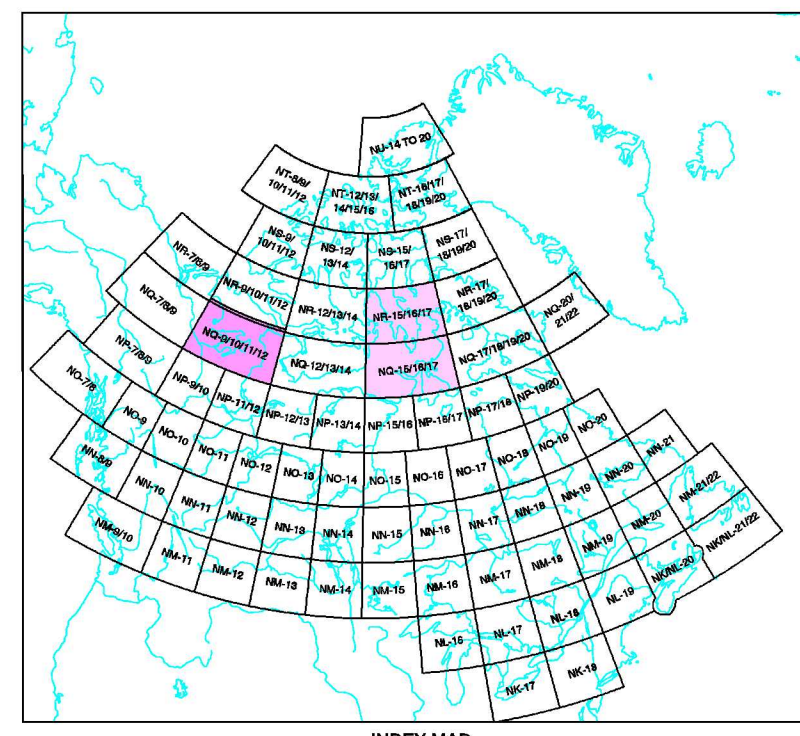 NU-14 TO 20
NT-8/9/
10/11/12
NT-12/13/
14/15/16
NT-16/17/
18/19/20
NS-9/
10/11/12
NS-12/
13/14
NS-15/
16/17
NS-17/
18/19/20
NR-7/8/9
NR-9/10/11/12
NR-12/13/14
NR-15/16/17
NR-17/
18/19/20
NQ-7/8/9
NQ-9/10/11/12
NQ-12/13/14
NQ-15/16/17
NQ-17/18/19/20
NQ-20/
21/22
NP-7/8/9
NP-9/10
NP-11/12
NP-12/13
NP-13/14
NP-15/16
NP-16/17
NP-17/18
NP-19/20
NO-7/8
NO-9
NO-10
NO-11
NO-12
NO-13
NO-14
NO-15
NO-16
NO-17
NO-18
NO-19
NO-20
NN-8/9
NN-10
NN-11
NN-12
NN-13
NN-14
NN-15
NN-16
NN-17
NN-18
NN-19
NN-20
NN-21
NM-9/10
NM-11
NM-12
NM-13
NM-14
NM-15
NM-16
NM-17
NM-18
NM-19
NM-20
NM-21/22
NL-16
NL-17
NL-18
NL-19
NK/NL-20
NK/NL-21/22
NK-17
NK-18
INDEX MAP